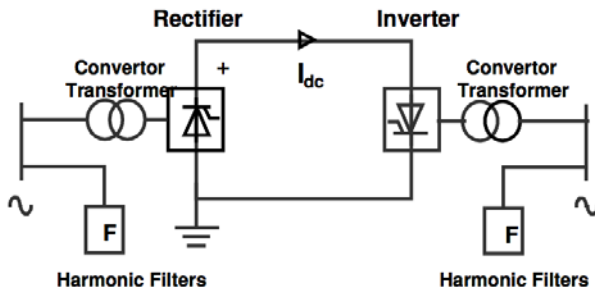 Rectifier
Inverter
Convertor
Transformer
+
Idc
Convertor
Transformer
F
F
Harmonic Filters
Harmonic Filters